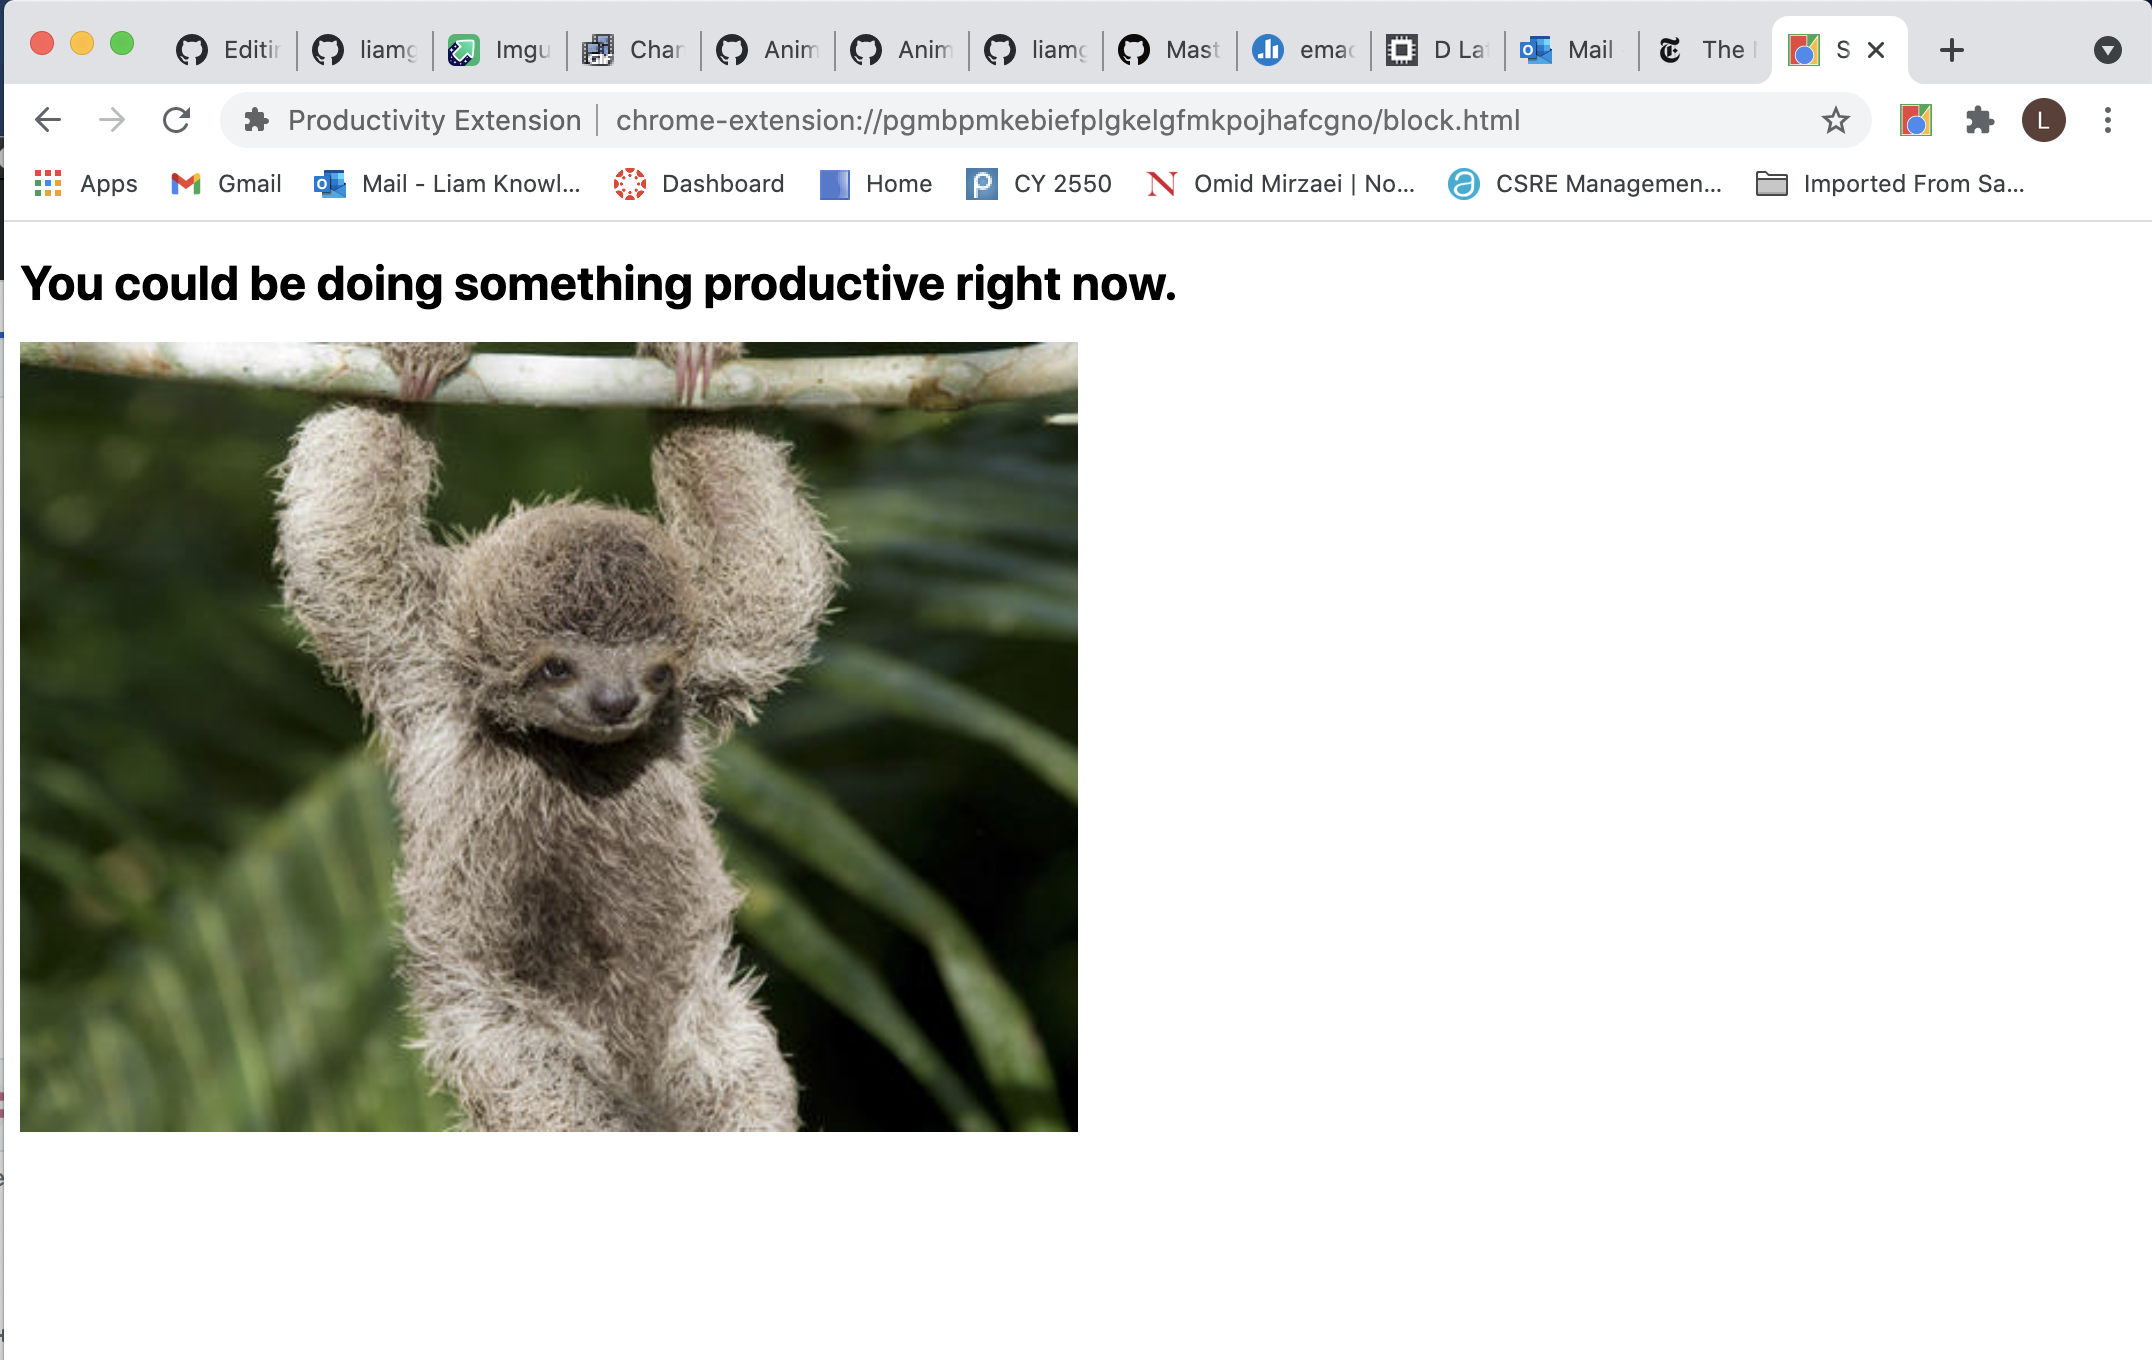 Editi liamg Imgu Char Anim Anim liamg Mast emac D La Mail The S
Productivity Extension chrome-extension://pgmbpmkebiefplgkelgfmkpojhafcgno/block.html L
Apps Gmail Mail - Liam Knowl... Dashboard Home CY 2550 Omid Mirzaei | No... CSRE Managemen... Imported From Sa...
You could be doing something productive right now.